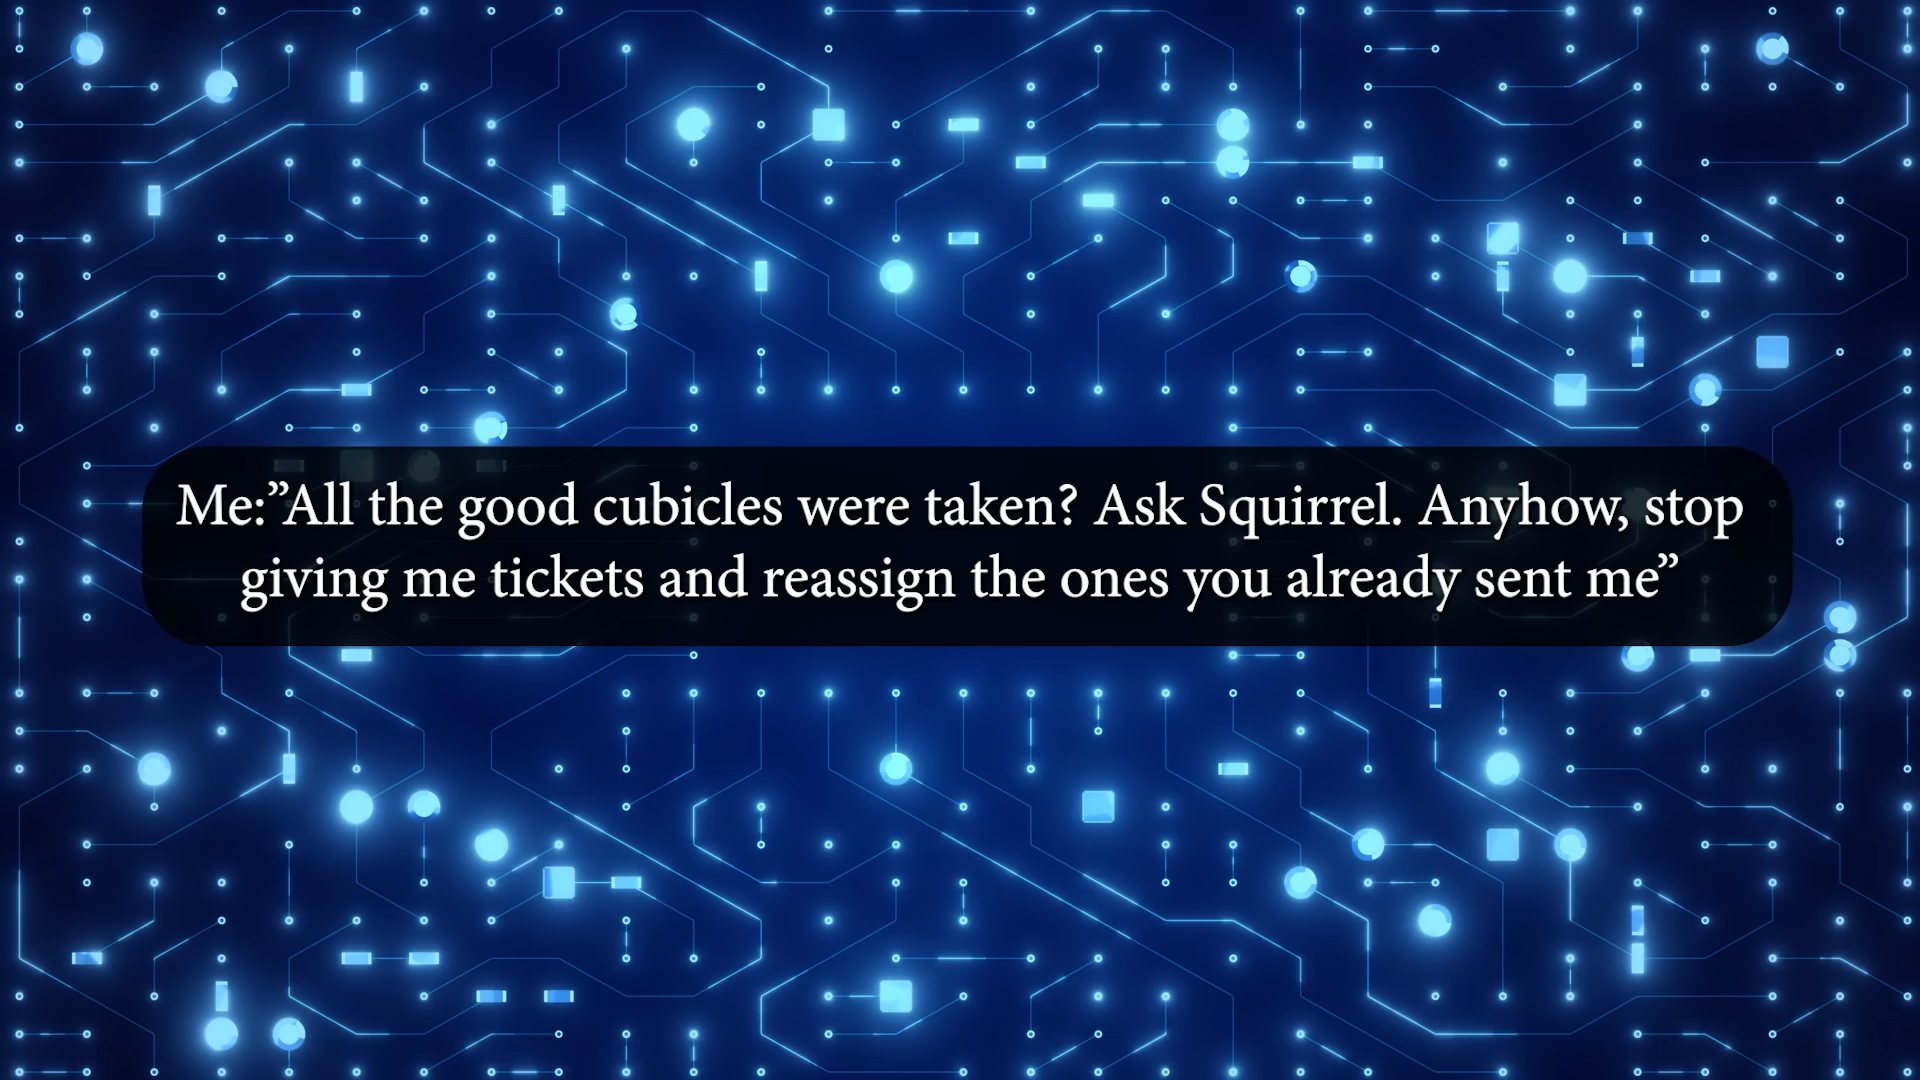 Me:”All the good cubicles were taken? Ask Squirrel. Anyhow, stop
giving me tickets and reassign the ones you already sent me”